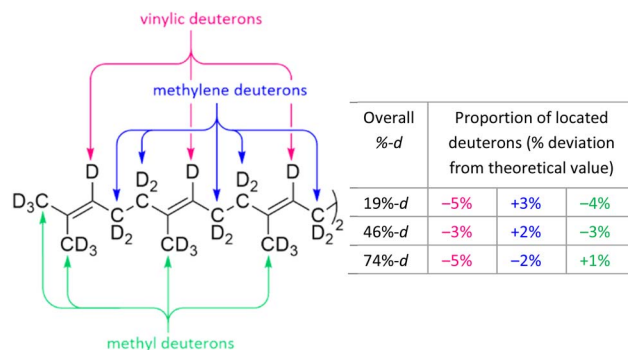 vinylic deuterons
methylene deuterons
D D2 D D2 D
D3C C C C )2
CD3 D2 CD3 D2 CD3 D2
methyl deuterons
Overall %-d Proportion of located deuterons (% deviation from theoretical value)
19%-d –5% +3% –4%
46%-d –3% +2% –3%
74%-d –5% –2% +1%